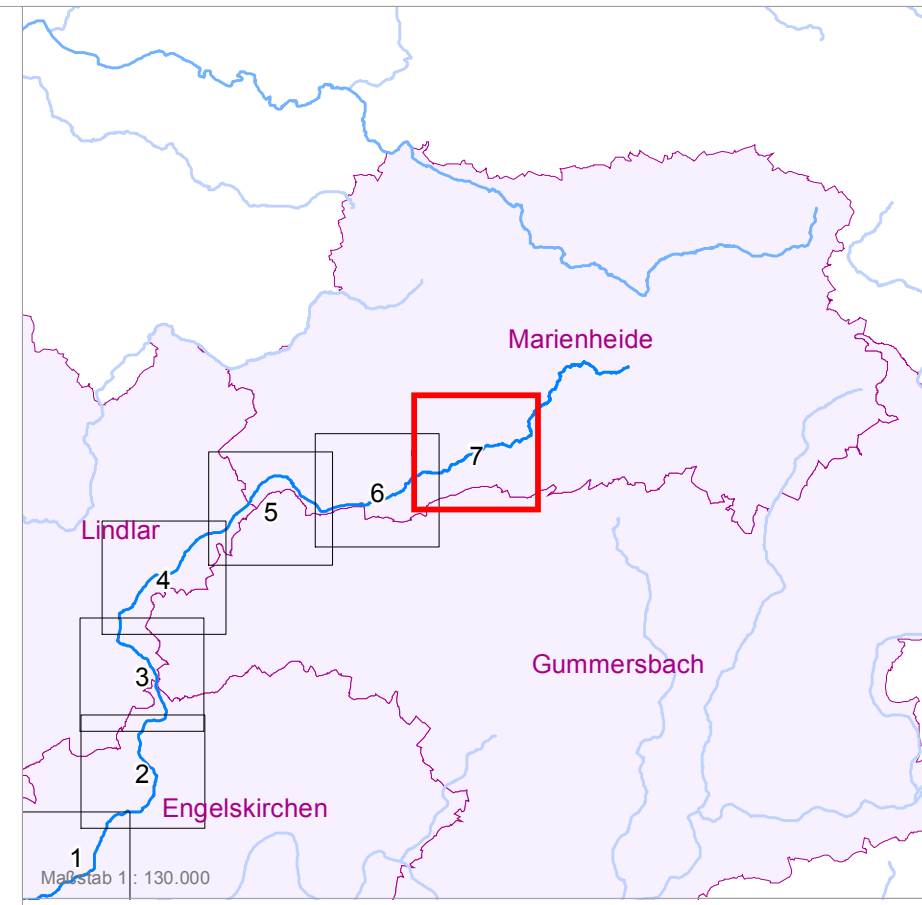 Marienheide
7
6
5
Lindlar
4
Gummersbach
3
2
Engelskirchen
1
Maßstab 1 : 130.000